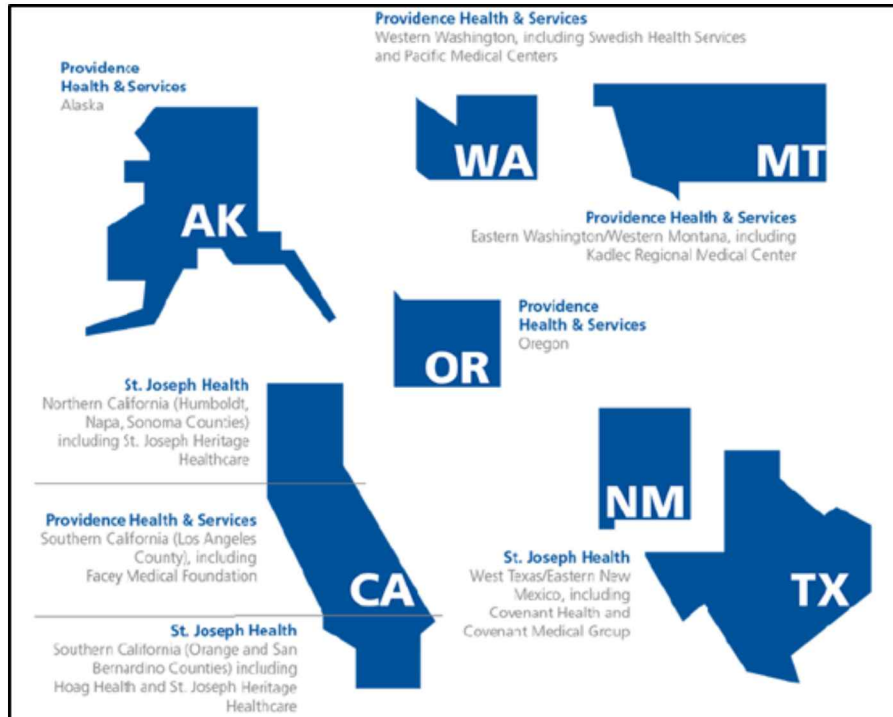 Providence Health & Services
Western Washington, including Swedish Health Services
and Pacific Medical Centers
Providence
Health & Services
Alaska
WA
MT
AK
Providence Health & Services
Eastern Washington/Western Montana, including
Kadlec Regional Medical Center
Providence
Health & Services
Oregon
OR
St. Joseph Health
Northern California (Humboldt,
Napa, Sonoma Counties)
including St. Joseph Heritage
Healthcare
Providence Health & Services
Southern California (Los Angeles
County), including
Facey Medical Foundation
CA
St. Joseph Health
Southern California (Orange and San
Bernardino Counties) including
Hoag Health and St. Joseph Heritage
Healthcare
NM
St. Joseph Health
West Texas/Eastern New
Mexico, including
Covenant Health and
Covenant Medical Group
TX